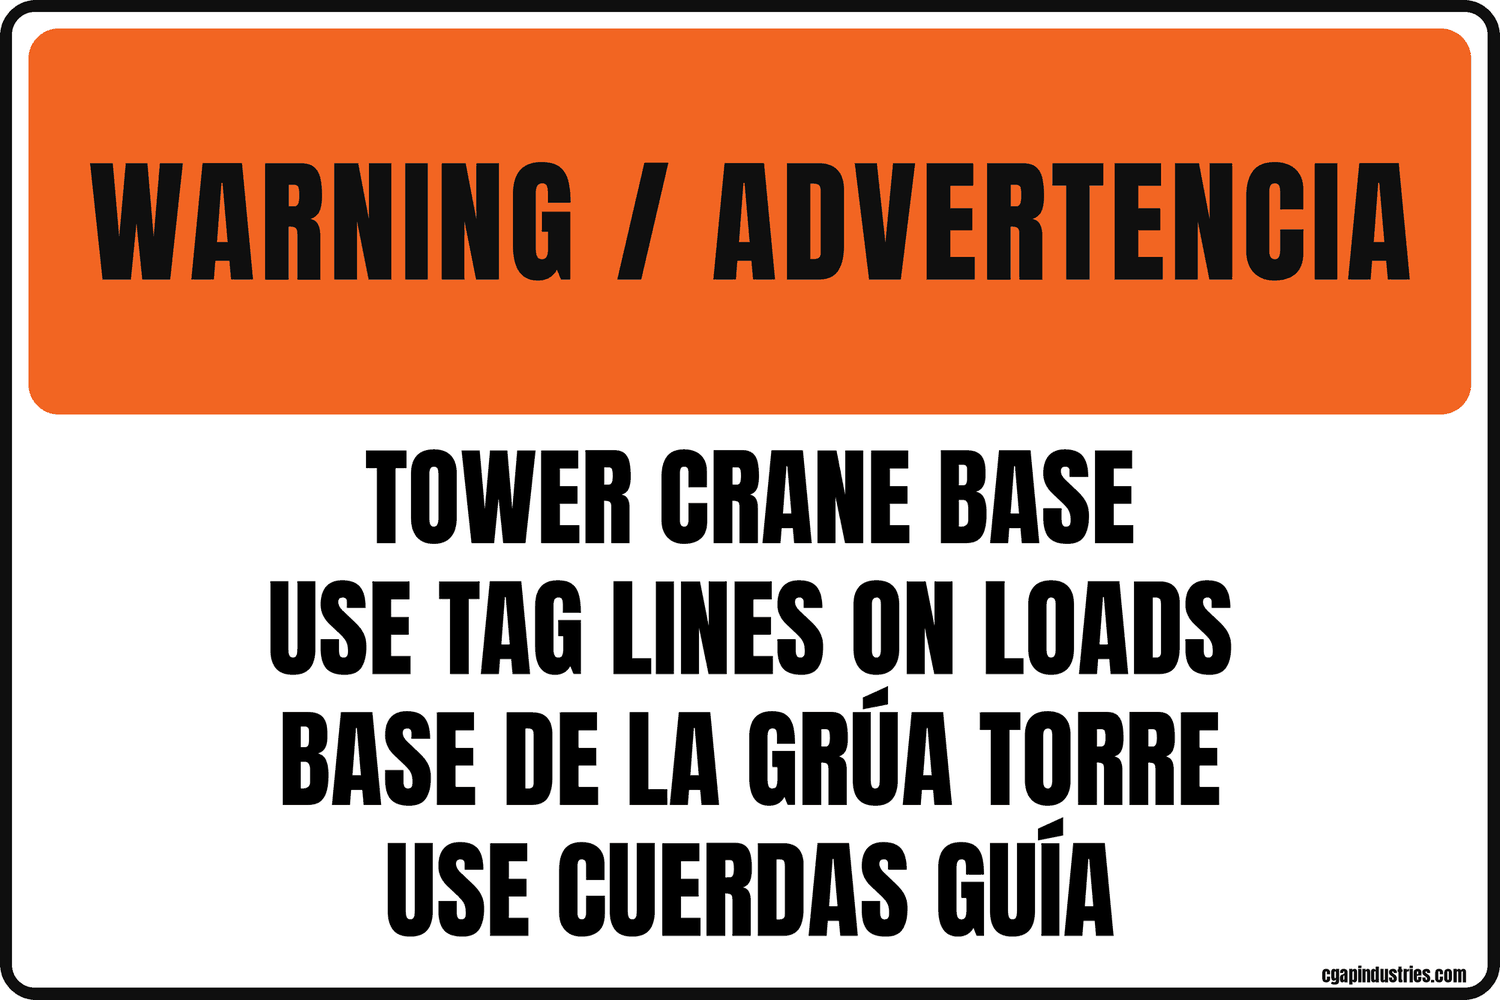 WARNING / ADVERTENCIA
TOWER CRANE BASE
USE TAG LINES ON LOADS
BASE DE LA GRÚA TORRE
USE CUERDAS GUÍA
cgapindustries.com